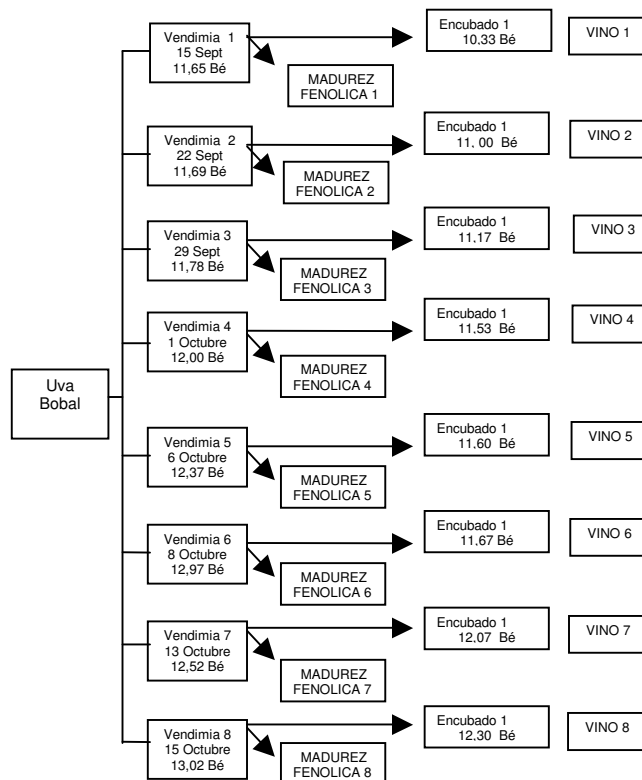 Vendimia 1
15 Sept
11,65 Bé
Encubado 1
10,33 Bé
VINO 1
MADUREZ
FENOLICA 1
Vendimia 2
22 Sept
11,69 Bé
Encubado 1
11, 00 Bé
VINO 2
MADUREZ
FENOLICA 2
Vendimia 3
29 Sept
11,78 Bé
Encubado 1
11,17 Bé
VINO 3
MADUREZ
FENOLICA 3
Vendimia 4
1 Octubre
12,00 Bé
Encubado 1
11,53 Bé
VINO 4
MADUREZ
FENOLICA 4
Uva
Bobal
Vendimia 5
6 Octubre
12,37 Bé
Encubado 1
11,60 Bé
VINO 5
MADUREZ
FENOLICA 5
Vendimia 6
8 Octubre
12,97 Bé
Encubado 1
11,67 Bé
VINO 6
MADUREZ
FENOLICA 6
Vendimia 7
13 Octubre
12,52 Bé
Encubado 1
12,07 Bé
VINO 7
MADUREZ
FENOLICA 7
Vendimia 8
15 Octubre
13,02 Bé
Encubado 1
12,30 Bé
VINO 8
MADUREZ
FENOLICA 8